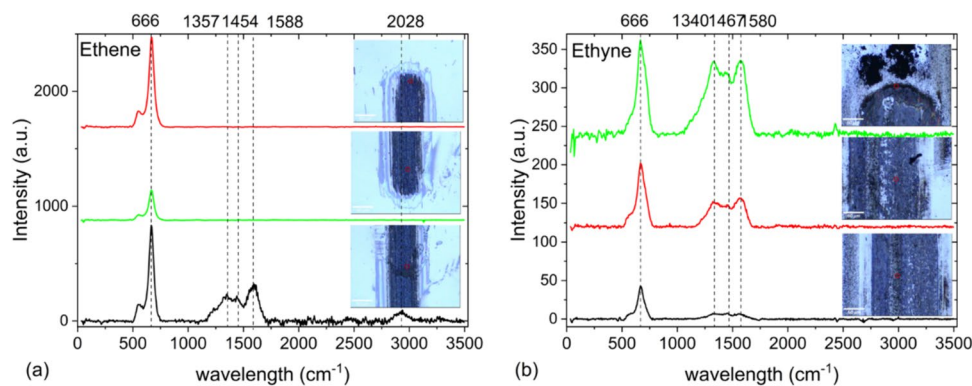 666 1357 1454 1588 2028
Ethene
2000
1000
0
Intensity (a.u.)
0 500 1000 1500 2000 2500 3000 3500
(a)
wavelength (cm⁻¹)
666 1340 1467 1580
Ethyne
350
300
250
200
150
100
50
0
Intensity (a.u.)
0 500 1000 1500 2000 2500 3000 350
(b)
wavelength (cm⁻¹)